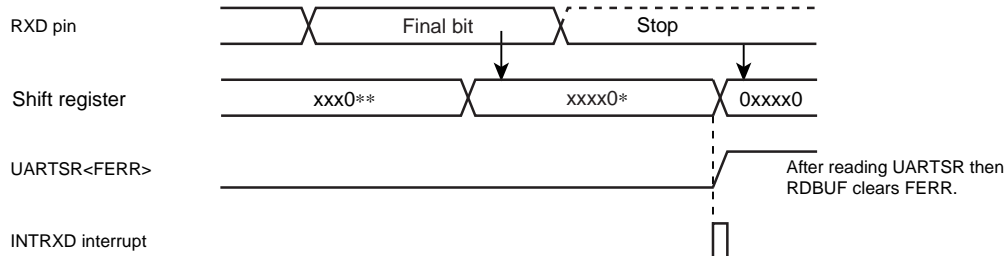 RXD pin
Final bit
Stop
Shift register
xxx0**
xxxx0*
0xxxx0
UARTSR<FERR>
After reading UARTSR then
RDBUF clears FERR.
INTRXD interrupt